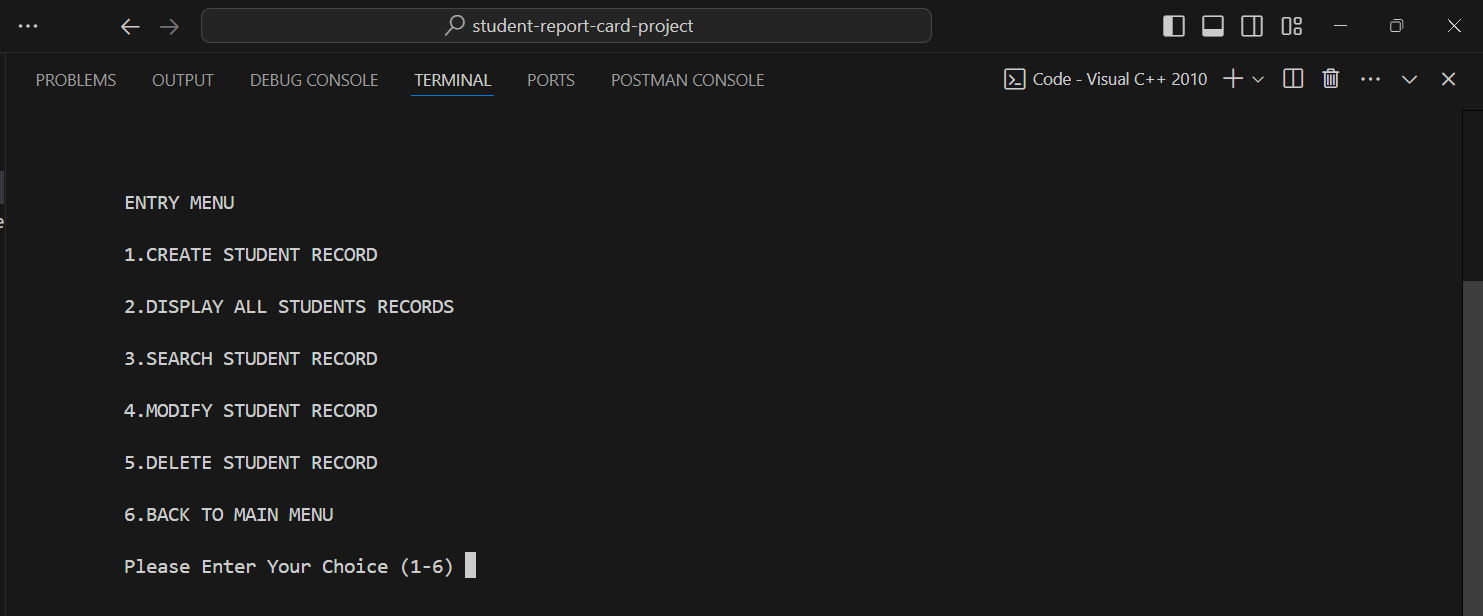 student-report-card-project
PROBLEMS OUTPUT DEBUG CONSOLE TERMINAL PORTS POSTMAN CONSOLE Code - Visual C++ 2010
ENTRY MENU
e
1.CREATE STUDENT RECORD
2.DISPLAY ALL STUDENTS RECORDS
3.SEARCH STUDENT RECORD
4.MODIFY STUDENT RECORD
5.DELETE STUDENT RECORD
6.BACK TO MAIN MENU
Please Enter Your Choice (1-6)